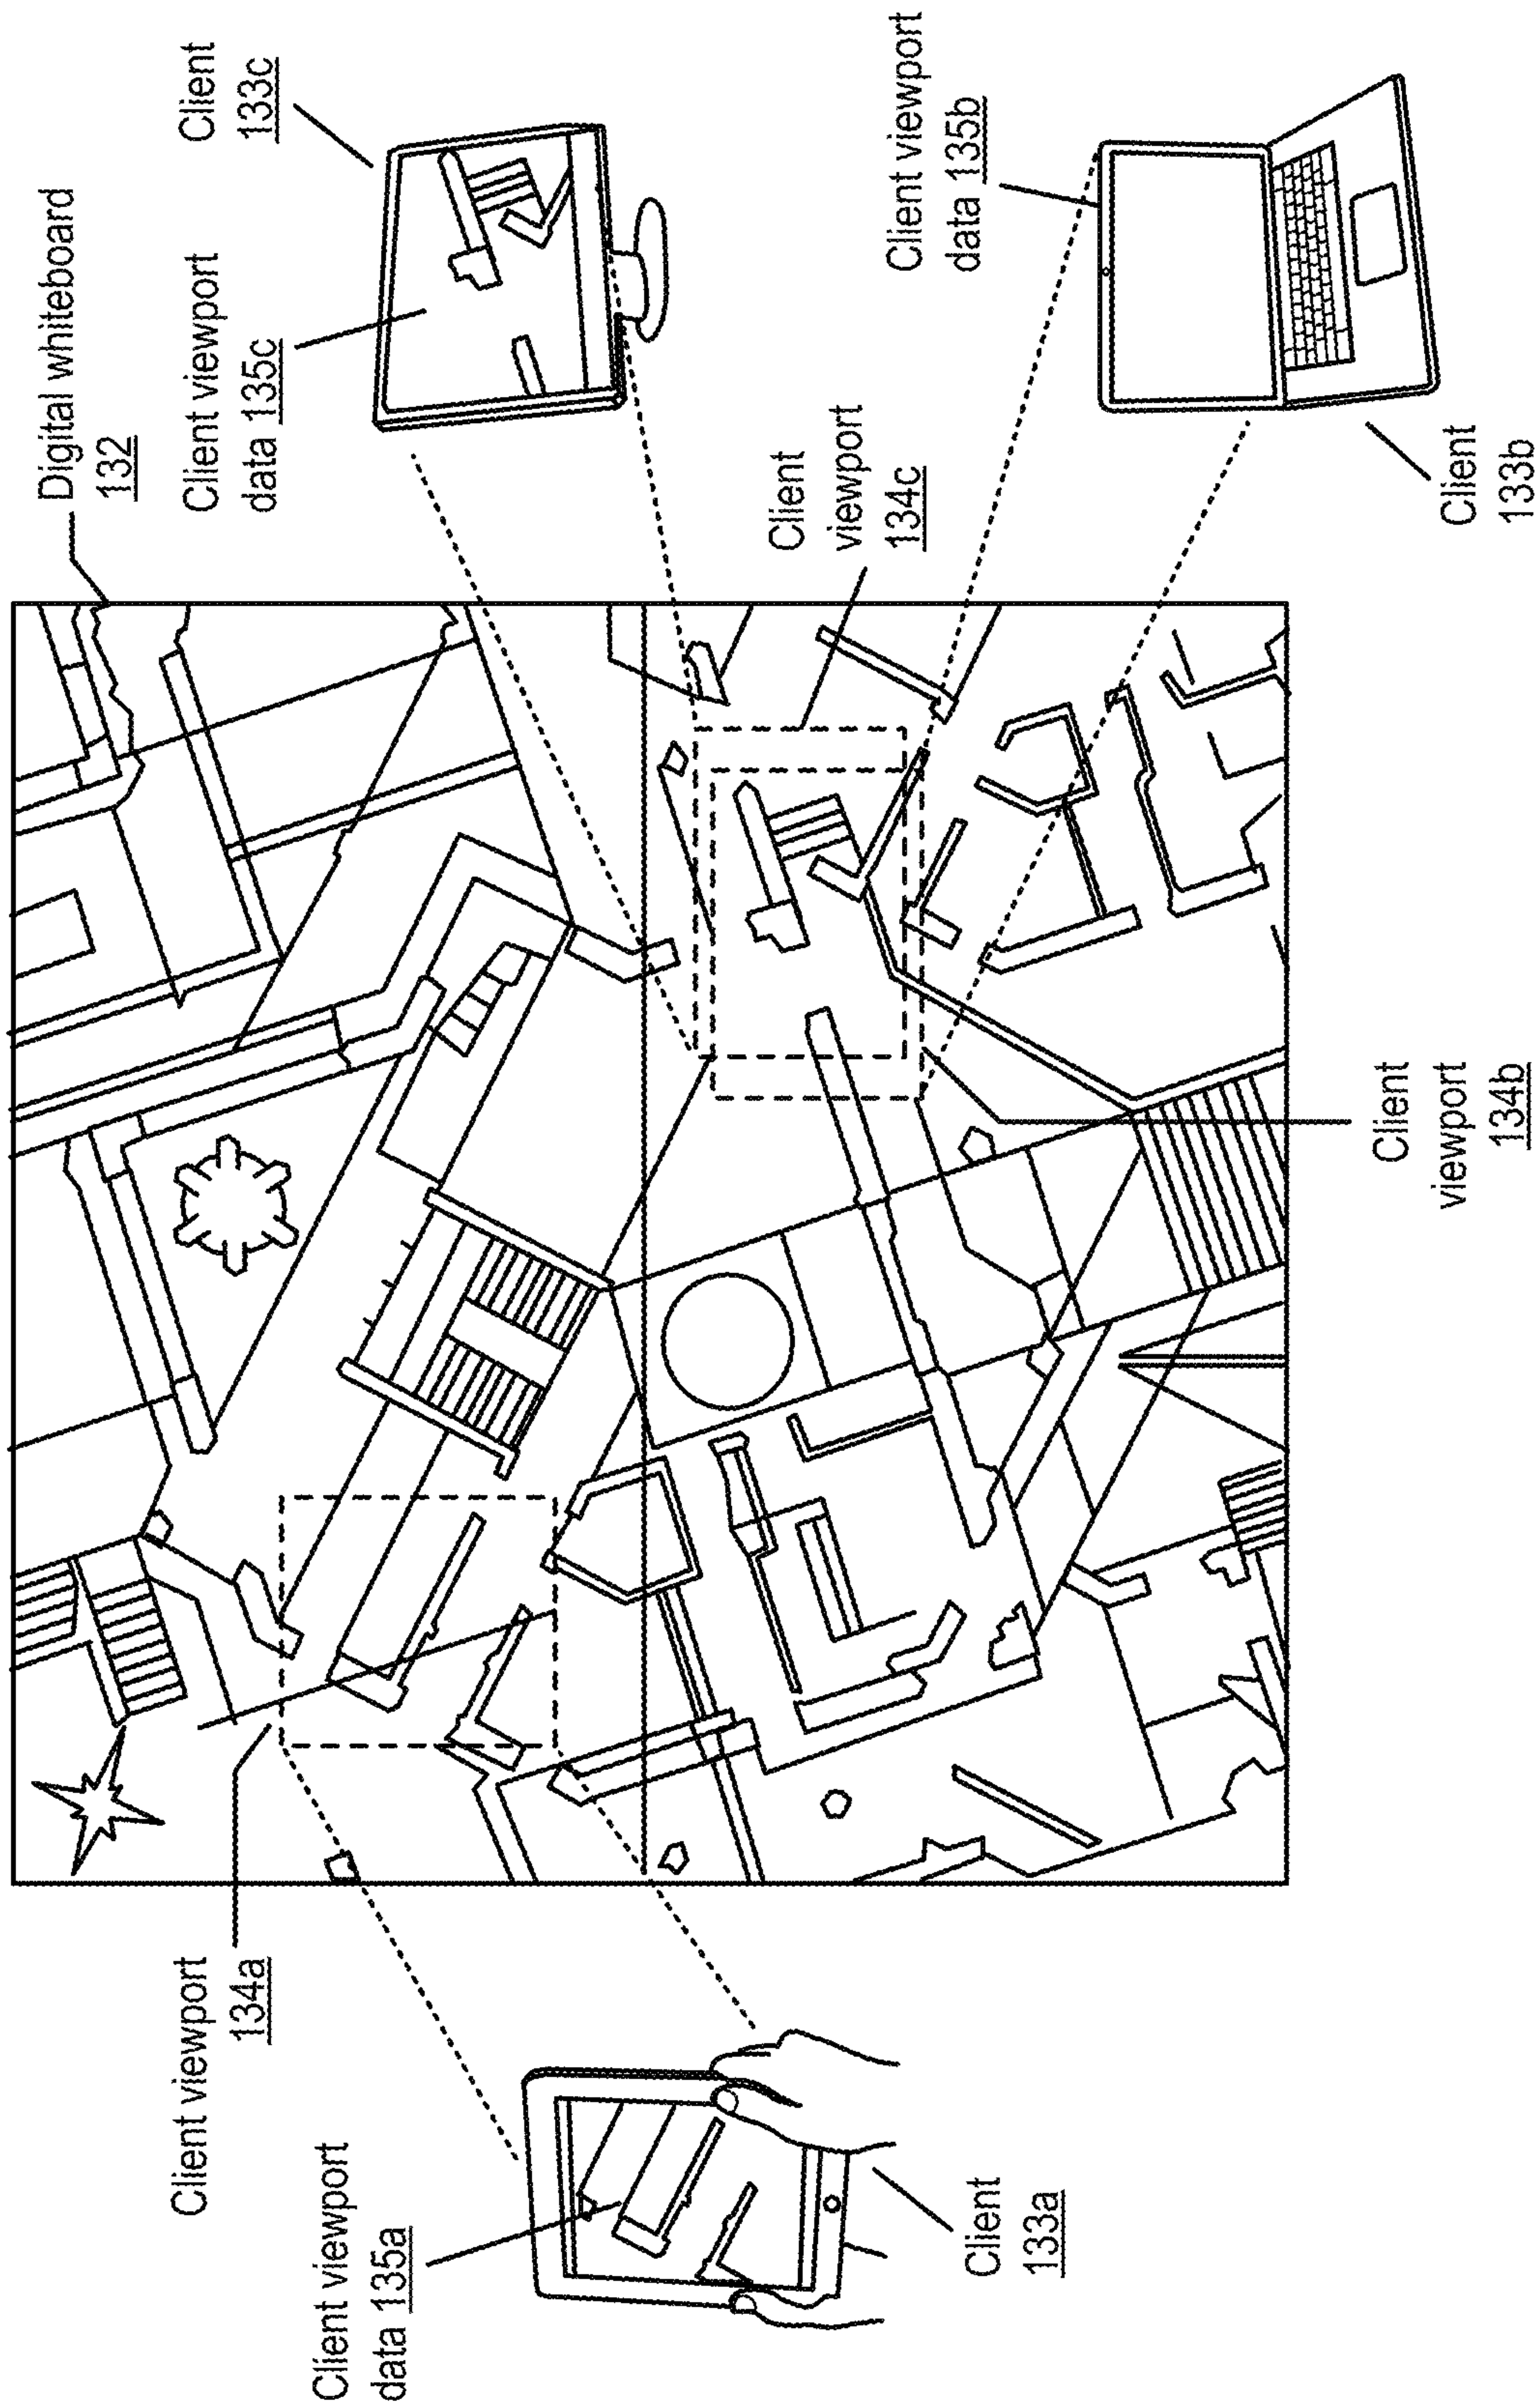 Digital whiteboard
132
Client
133c
Client viewport
data 135c
Client viewport
134a
Client viewport
data 135a
Client
viewport
134c
Client viewport
data 135b
Client
133a
Client
viewport
134b
Client
133b